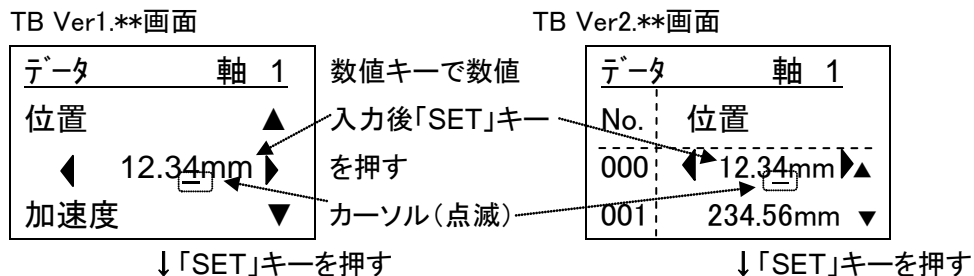 TB Ver1.**画面
ﾃﾞｰﾀ 軸 1
位置 ▲
◀ 12.34mm ▶
加速度 ▼
↓「SET」キーを押す
数値キーで数値
入力後「SET」キー
を押す
カーソル(点滅)
TB Ver2.**画面
ﾃﾞｰﾀ 軸 1
No. 位置
000 ◀ 12.34mm ▶▲
001 234.56mm ▼
↓「SET」キーを押す